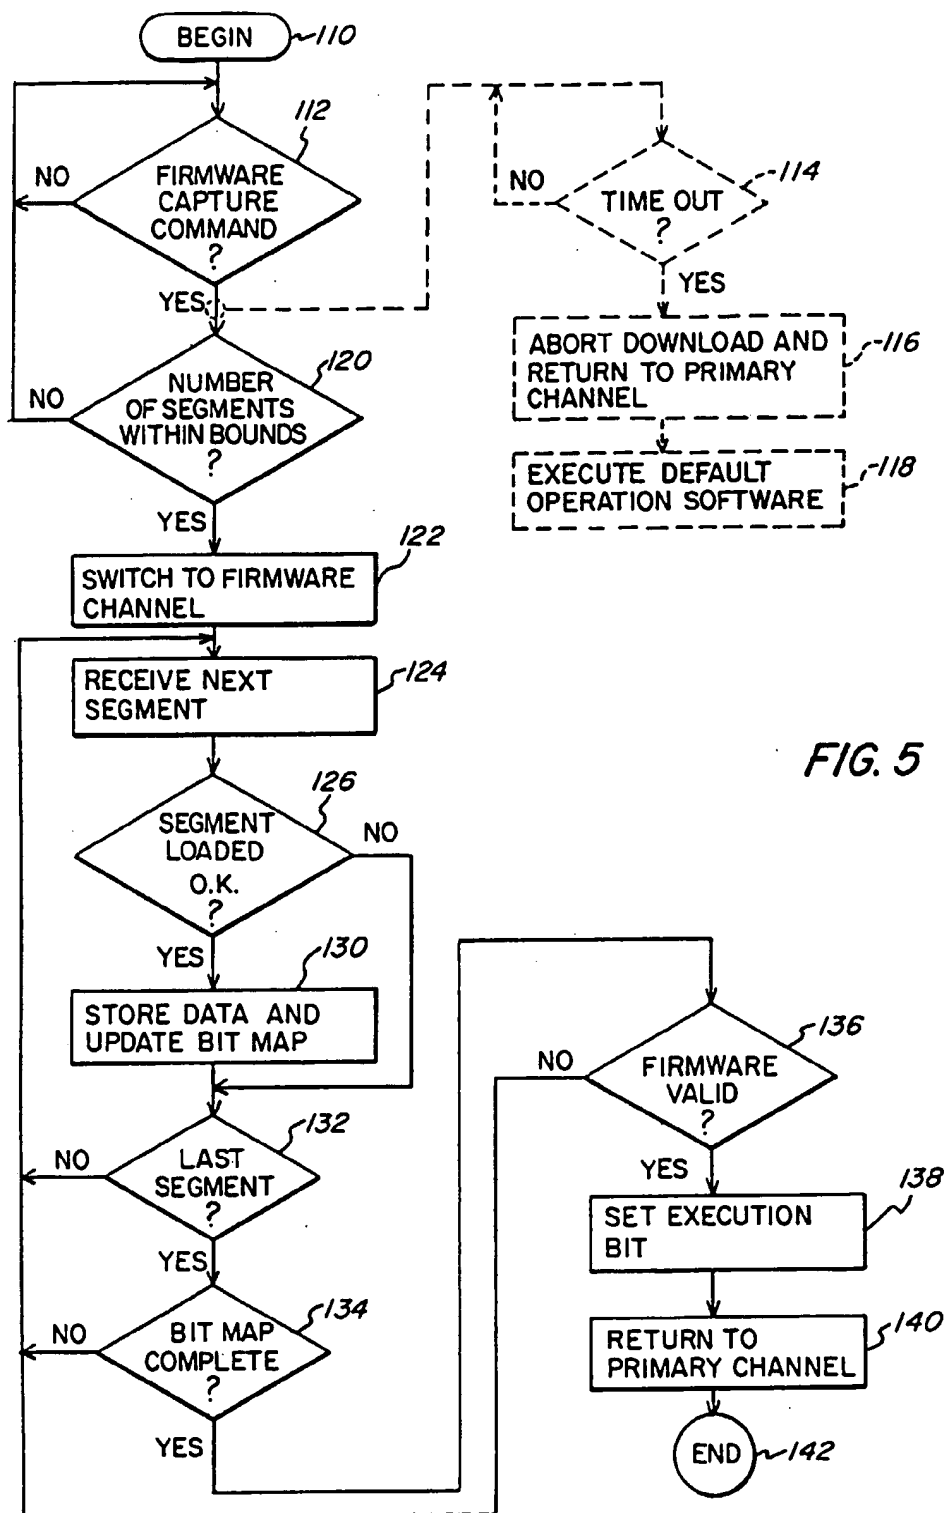 BEGIN
110
112
FIRMWARE
CAPTURE
COMMAND
?
NO
YES
TIME OUT
?
114
NO
YES
ABORT DOWNLOAD AND
RETURN TO PRIMARY
CHANNEL
116
EXECUTE DEFAULT
OPERATION SOFTWARE
118
120
NUMBER
OF SEGMENTS
WITHIN BOUNDS
?
NO
YES
122
SWITCH TO FIRMWARE
CHANNEL
RECEIVE NEXT
SEGMENT
124
FIG. 5
126
SEGMENT
LOADED
O.K.
?
NO
YES
130
STORE DATA AND
UPDATE BIT MAP
132
LAST
SEGMENT
?
NO
YES
134
BIT MAP
COMPLETE
?
NO
YES
136
FIRMWARE
VALID
?
NO
YES
138
SET EXECUTION
BIT
140
RETURN TO
PRIMARY CHANNEL
END
142